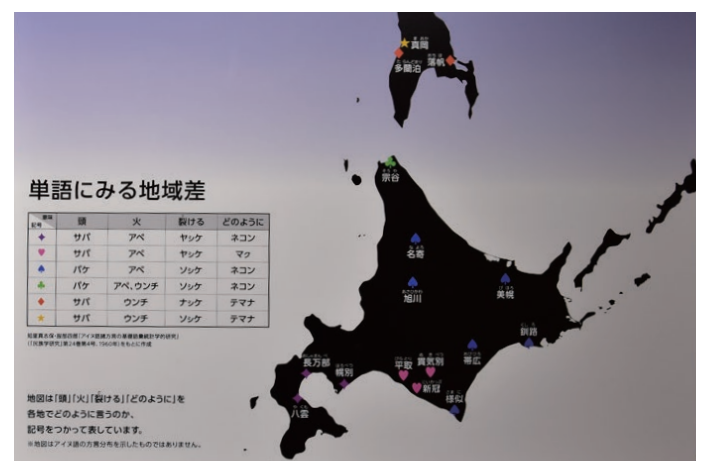 真岡
多蘭泊
落帆
宗谷
単語にみる地域差
意味 記号 頭 火 裂ける どのように
✦ サパ アペ ヤッケ ネコン
♥ サパ アペ ヤッケ マㇰ
♠ パケ アペ ソッケ ネコン
♣ パケ アペ、ウンチ ソッケ ネコン
♦ サパ ウンチ ナッケ テマナ
★ サパ ウンチ ソッケ テマナ
名寄
旭川
美幌
釧路
帯広
長万部
幌別
平取
貫気別
新冠
様似
八雲
地図は「頭」「火」「裂ける」「どのように」を
各地でどのように言うのか、
記号をつかって表しています。
※地図はアイヌ語の方言分布を示したものではありません。